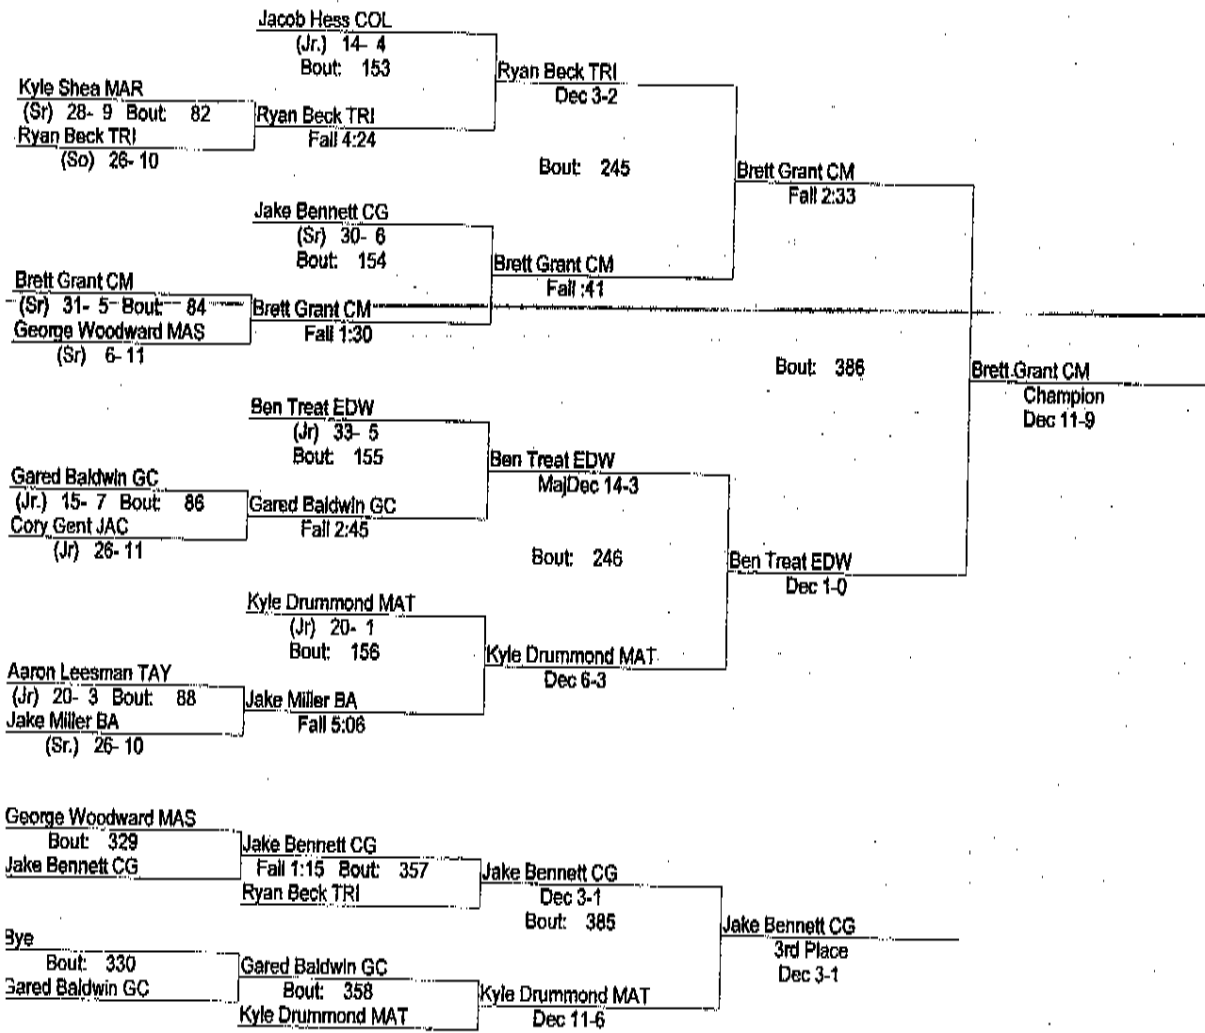 Jacob Hess COL
(Jr.) 14- 4
Bout: 153
Ryan Beck TRI
Dec 3-2
Kyle Shea MAR
(Sr) 28- 9 Bout: 82
Ryan Beck TRI
(So) 26- 10
Ryan Beck TRI
Fall 4:24
Bout: 245
Brett Grant CM
Fall 2:33
Jake Bennett CG
(Sr) 30- 6
Bout: 154
Brett Grant CM
Fall :41
Brett Grant CM
(Sr) 31- 5 Bout: 84
George Woodward MAS
(Sr) 6- 11
Brett Grant CM
Fall 1:30
Bout: 386
Brett Grant CM
Champion
Dec 11-9
Ben Treat EDW
(Jr) 33- 5
Bout: 155
Ben Treat EDW
MajDec 14-3
Gared Baldwin GC
(Jr.) 15- 7 Bout: 86
Cory Gent JAC
(Jr) 26- 11
Gared Baldwin GC
Fall 2:45
Bout: 246
Ben Treat EDW
Dec 1-0
Kyle Drummond MAT
(Jr) 20- 1
Bout: 156
Kyle Drummond MAT
Dec 6-3
Aaron Leesman TAY
(Jr) 20- 3 Bout: 88
Jake Miller BA
(Sr.) 26- 10
Jake Miller BA
Fall 5:06
George Woodward MAS
Bout: 329
Jake Bennett CG
Jake Bennett CG
Fall 1:15 Bout: 357
Ryan Beck TRI
Jake Bennett CG
Dec 3-1
Bout: 385
Jake Bennett CG
3rd Place
Dec 3-1
Bye
Bout: 330
Gared Baldwin GC
Gared Baldwin GC
Bout: 358
Kyle Drummond MAT
Kyle Drummond MAT
Dec 11-6